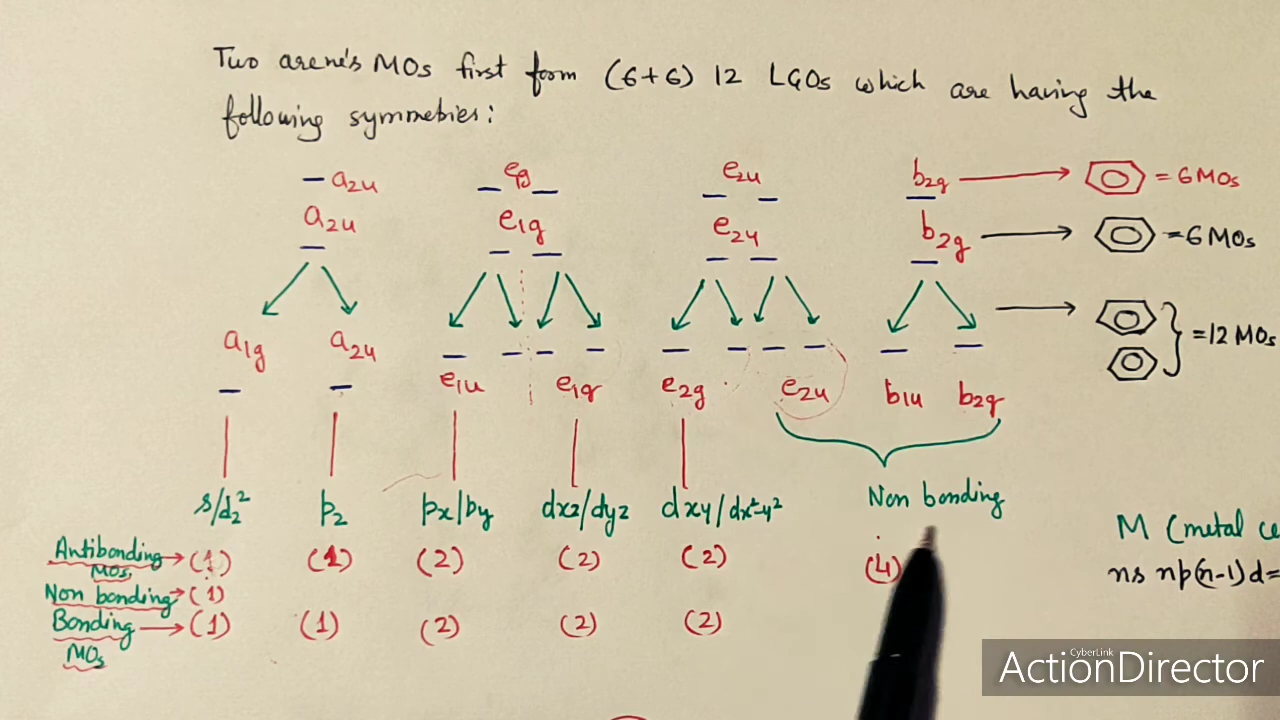 Two arene's MOs first form (6+6) 12 LGOs which are having the
following symmetries:
a2u eg e2u b2g = 6MOs
a2u e1g e2u b2g = 6MOs
= 12 MOs
a1g a2u e1u e1g e2g e2u b1u b2g
s/dz² pz px/py dxz/dyz dxy/dx²-y² Non bonding
M (metal ce
Antibonding MOs (1) (1) (2) (2) (2) (4)
ns np(n-1)d=
Non bonding (1)
Bonding MOs (1) (1) (2) (2) (2)
CyberLink
ActionDirector